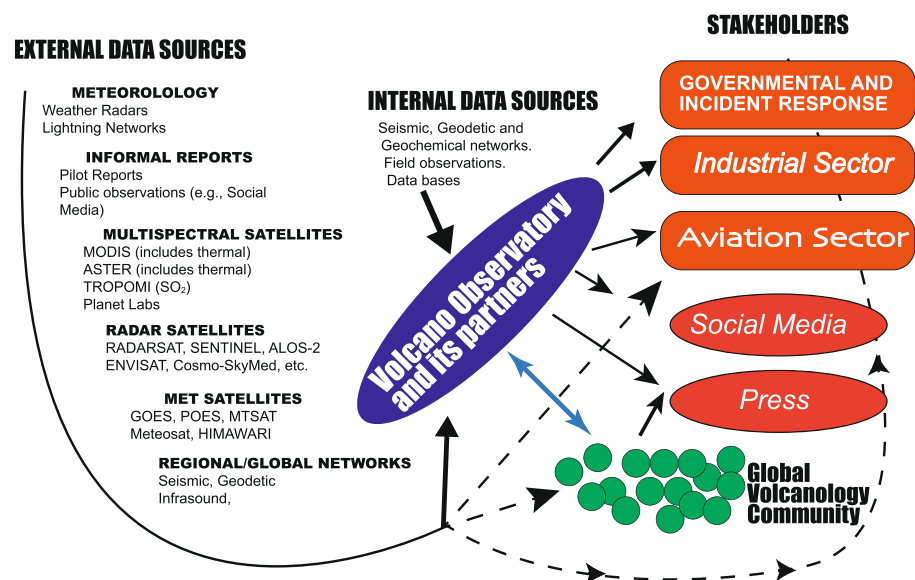 EXTERNAL DATA SOURCES
METEOROLOLOGY
Weather Radars
Lightning Networks
INFORMAL REPORTS
Pilot Reports
Public observations (e.g., Social
Media)
MULTISPECTRAL SATELLITES
MODIS (includes thermal)
ASTER (includes thermal)
TROPOMI (SO₂)
Planet Labs
RADAR SATELLITES
RADARSAT, SENTINEL, ALOS-2
ENVISAT, Cosmo-SkyMed, etc.
MET SATELLITES
GOES, POES, MTSAT
Meteosat, HIMAWARI
REGIONAL/GLOBAL NETWORKS
Seismic, Geodetic
Infrasound,
INTERNAL DATA SOURCES
Seismic, Geodetic and
Geochemical networks.
Field observations.
Data bases
Volcano Observatory
and its partners
STAKEHOLDERS
GOVERNMENTAL AND
INCIDENT RESPONSE
Industrial Sector
Aviation Sector
Social Media
Press
Global
Volcanology
Community